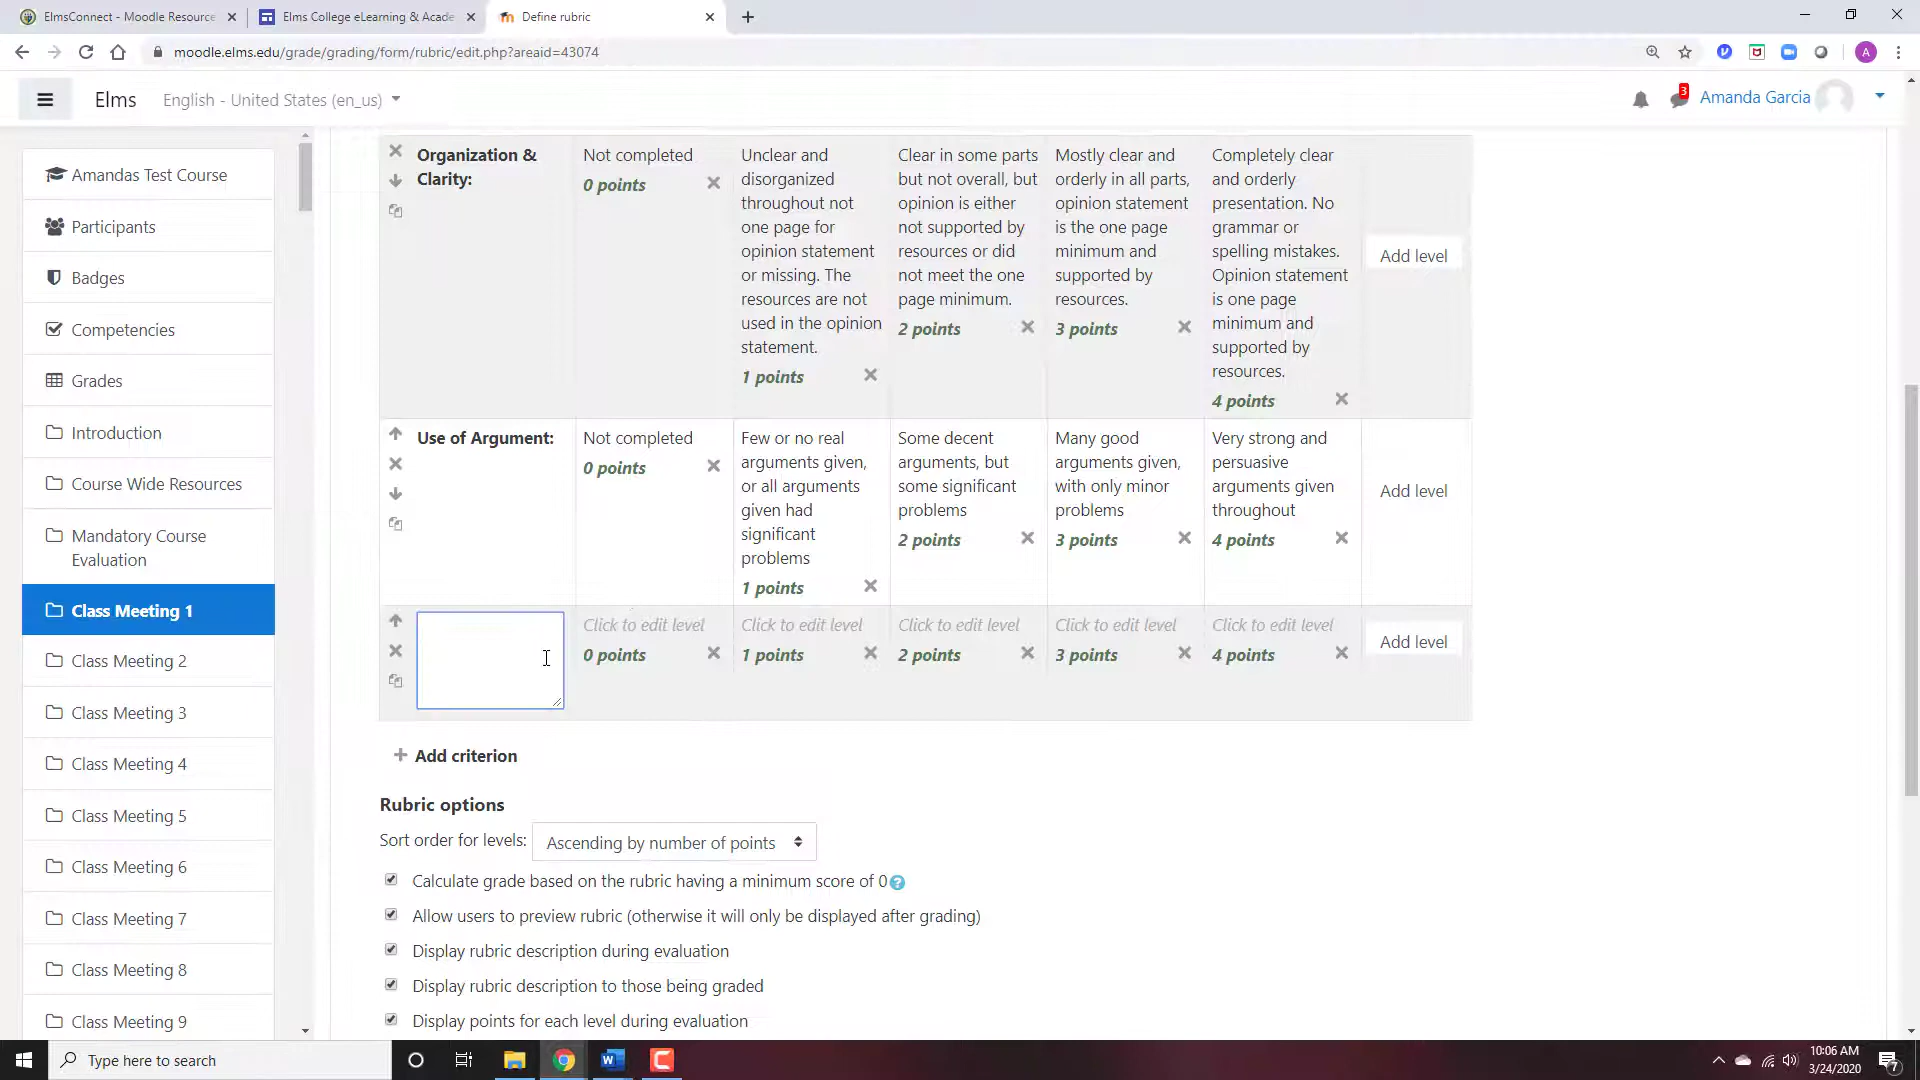 ElmsConnect - Moodle Resource
Elms College eLearning & Acade
Define rubric
moodle.elms.edu/grade/grading/form/rubric/edit.php?areaid=43074
A
Elms
English - United States (en_us)
3
Amanda Garcia
Amandas Test Course
Participants
Badges
Competencies
Grades
Introduction
Course Wide Resources
Mandatory Course
Evaluation
Class Meeting 1
Class Meeting 2
Class Meeting 3
Class Meeting 4
Class Meeting 5
Class Meeting 6
Class Meeting 7
Class Meeting 8
Class Meeting 9
Organization &
Clarity:
Not completed
0 points
Unclear and
disorganized
throughout not
one page for
opinion statement
or missing. The
resources are not
used in the opinion
statement.
1 points
Clear in some parts
but not overall, but
opinion is either
not supported by
resources or did
not meet the one
page minimum.
2 points
Mostly clear and
orderly in all parts,
opinion statement
is the one page
minimum and
supported by
resources.
3 points
Completely clear
and orderly
presentation. No
grammar or
spelling mistakes.
Opinion statement
is one page
minimum and
supported by
resources.
4 points
Add level
Use of Argument:
Not completed
0 points
Few or no real
arguments given,
or all arguments
given had
significant
problems
1 points
Some decent
arguments, but
some significant
problems
2 points
Many good
arguments given,
with only minor
problems
3 points
Very strong and
persuasive
arguments given
throughout
4 points
Add level
Click to edit level
0 points
Click to edit level
1 points
Click to edit level
2 points
Click to edit level
3 points
Click to edit level
4 points
Add level
+ Add criterion
Rubric options
Sort order for levels: Ascending by number of points
Calculate grade based on the rubric having a minimum score of 0
Allow users to preview rubric (otherwise it will only be displayed after grading)
Display rubric description during evaluation
Display rubric description to those being graded
Display points for each level during evaluation
Type here to search
10:06 AM
3/24/2020
7